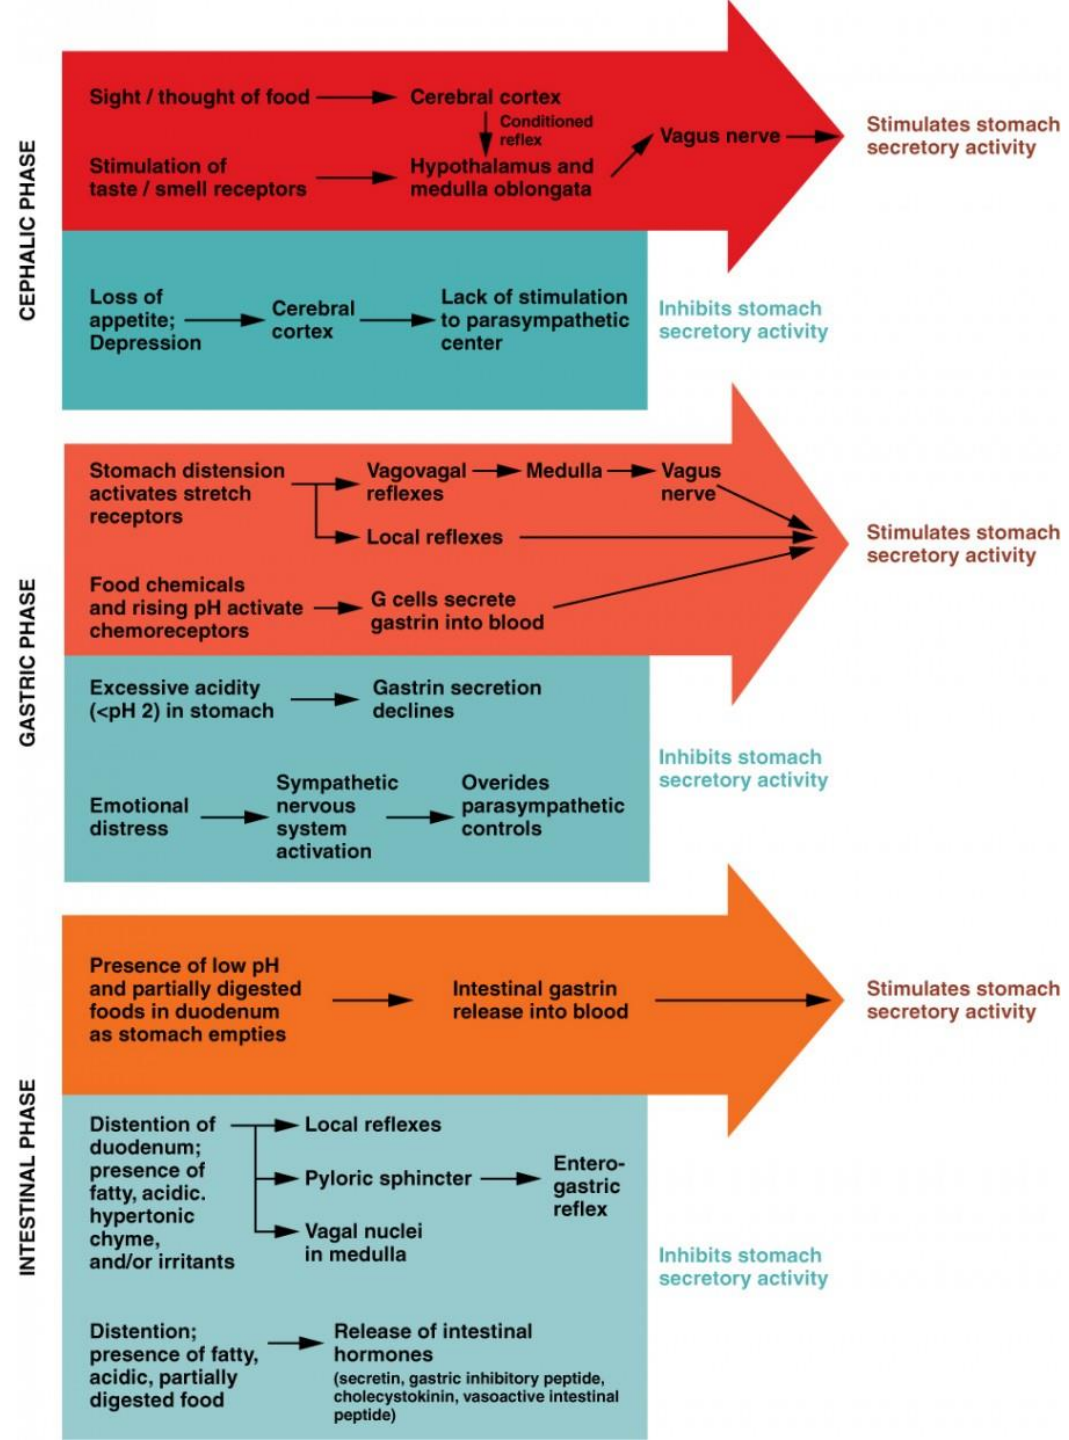 CEPHALIC PHASE
Sight / thought of food
Cerebral cortex
Conditioned
reflex
Stimulation of
taste / smell receptors
Hypothalamus and
medulla oblongata
Vagus nerve
Stimulates stomach
secretory activity
Loss of
appetite;
Depression
Cerebral
cortex
Lack of stimulation
to parasympathetic
center
Inhibits stomach
secretory activity
GASTRIC PHASE
Stomach distension
activates stretch
receptors
Vagovagal
reflexes
Medulla
Vagus
nerve
Local reflexes
Food chemicals
and rising pH activate
chemoreceptors
G cells secrete
gastrin into blood
Stimulates stomach
secretory activity
Excessive acidity
(<pH 2) in stomach
Gastrin secretion
declines
Emotional
distress
Sympathetic
nervous
system
activation
Overides
parasympathetic
controls
Inhibits stomach
secretory activity
INTESTINAL PHASE
Presence of low pH
and partially digested
foods in duodenum
as stomach empties
Intestinal gastrin
release into blood
Stimulates stomach
secretory activity
Distention of
duodenum;
presence of
fatty, acidic.
hypertonic
chyme,
and/or irritants
Local reflexes
Pyloric sphincter
Entero-
gastric
reflex
Vagal nuclei
in medulla
Distention;
presence of fatty,
acidic, partially
digested food
Release of intestinal
hormones
(secretin, gastric inhibitory peptide,
cholecystokinin, vasoactive intestinal
peptide)
Inhibits stomach
secretory activity